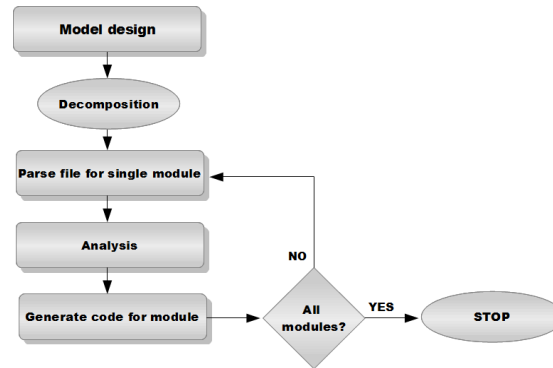 Model design
Decomposition
Parse file for single module
Analysis
NO
Generate code for module
All
modules?
YES
STOP